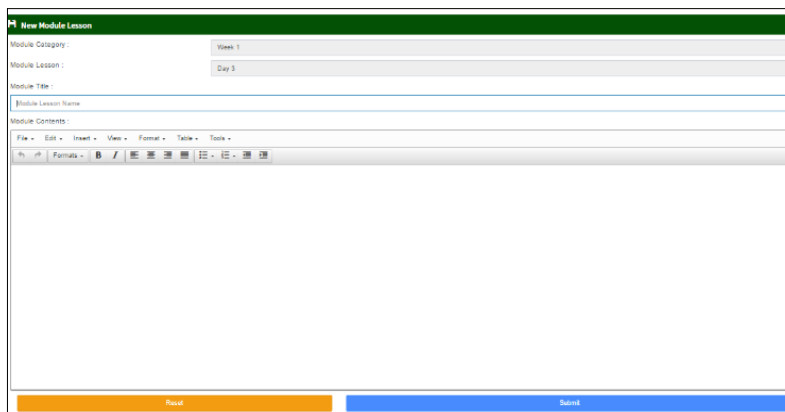 New Module Lesson
Module Category :
Week 1
Module Lesson :
Day 3
Module Title :
Module Lesson Name
Module Contents :
File Edit Insert View Format Table Tools
Formats B I
Reset Submit